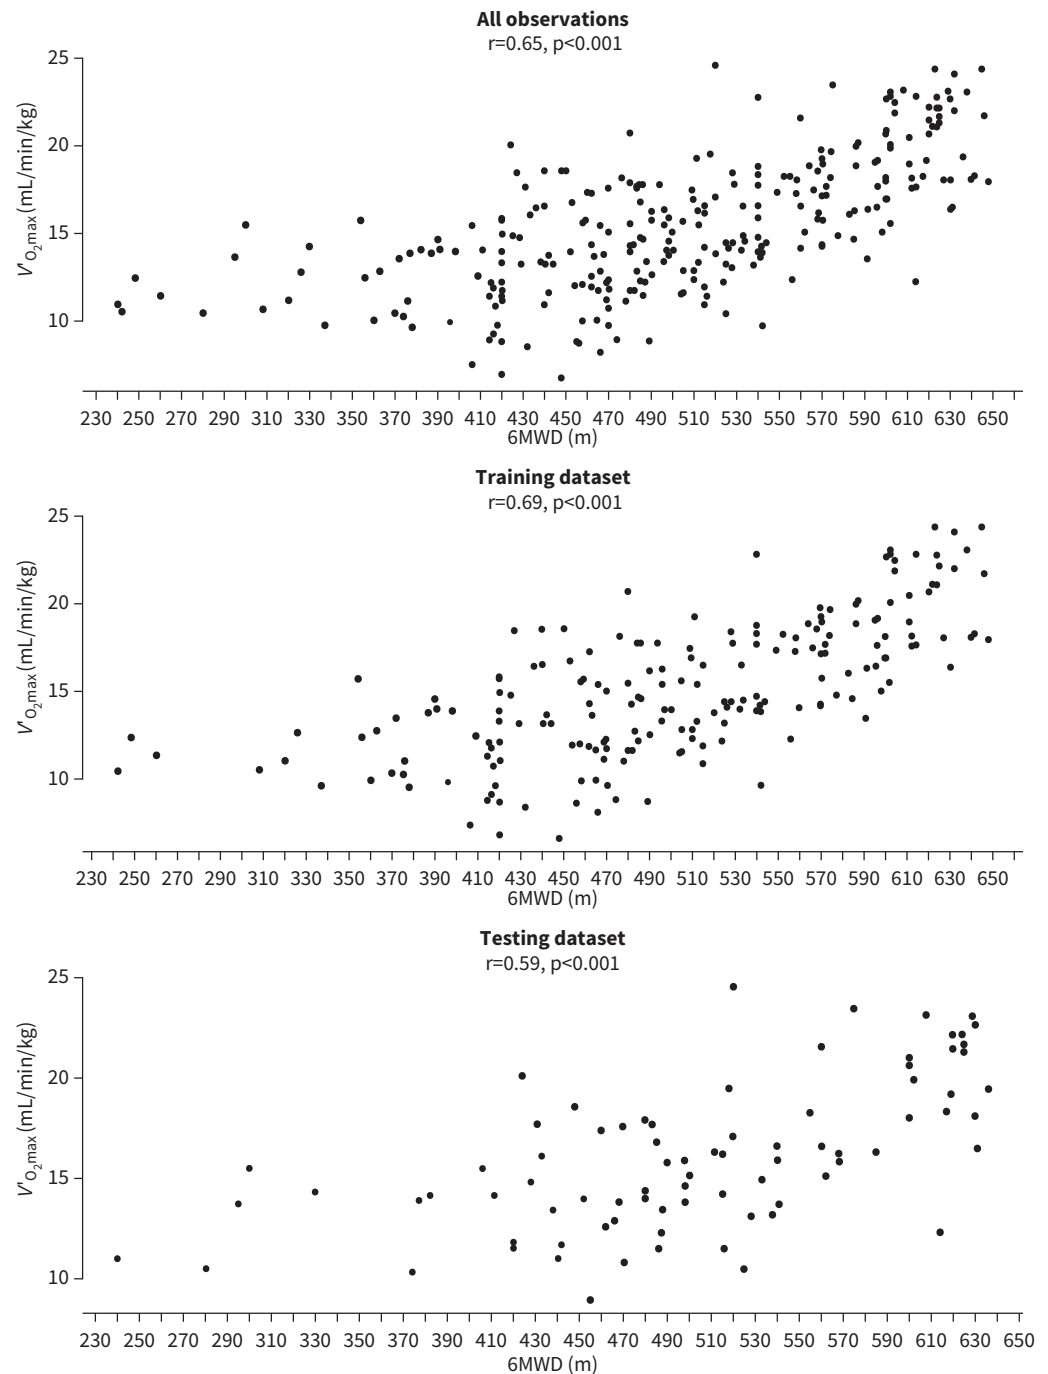 All observations
r=0.65, p<0.001
25
20
15
10
V'O2max (mL/min/kg)
230 250 270 290 310 330 350 370 390 410 430 450 470 490 510 530 550 570 590 610 630 650
6MWD (m)
Training dataset
r=0.69, p<0.001
25
20
15
10
V'O2max (mL/min/kg)
230 250 270 290 310 330 350 370 390 410 430 450 470 490 510 530 550 570 590 610 630 650
6MWD (m)
Testing dataset
r=0.59, p<0.001
25
20
15
10
V'O2max (mL/min/kg)
230 250 270 290 310 330 350 370 390 410 430 450 470 490 510 530 550 570 590 610 630 650
6MWD (m)